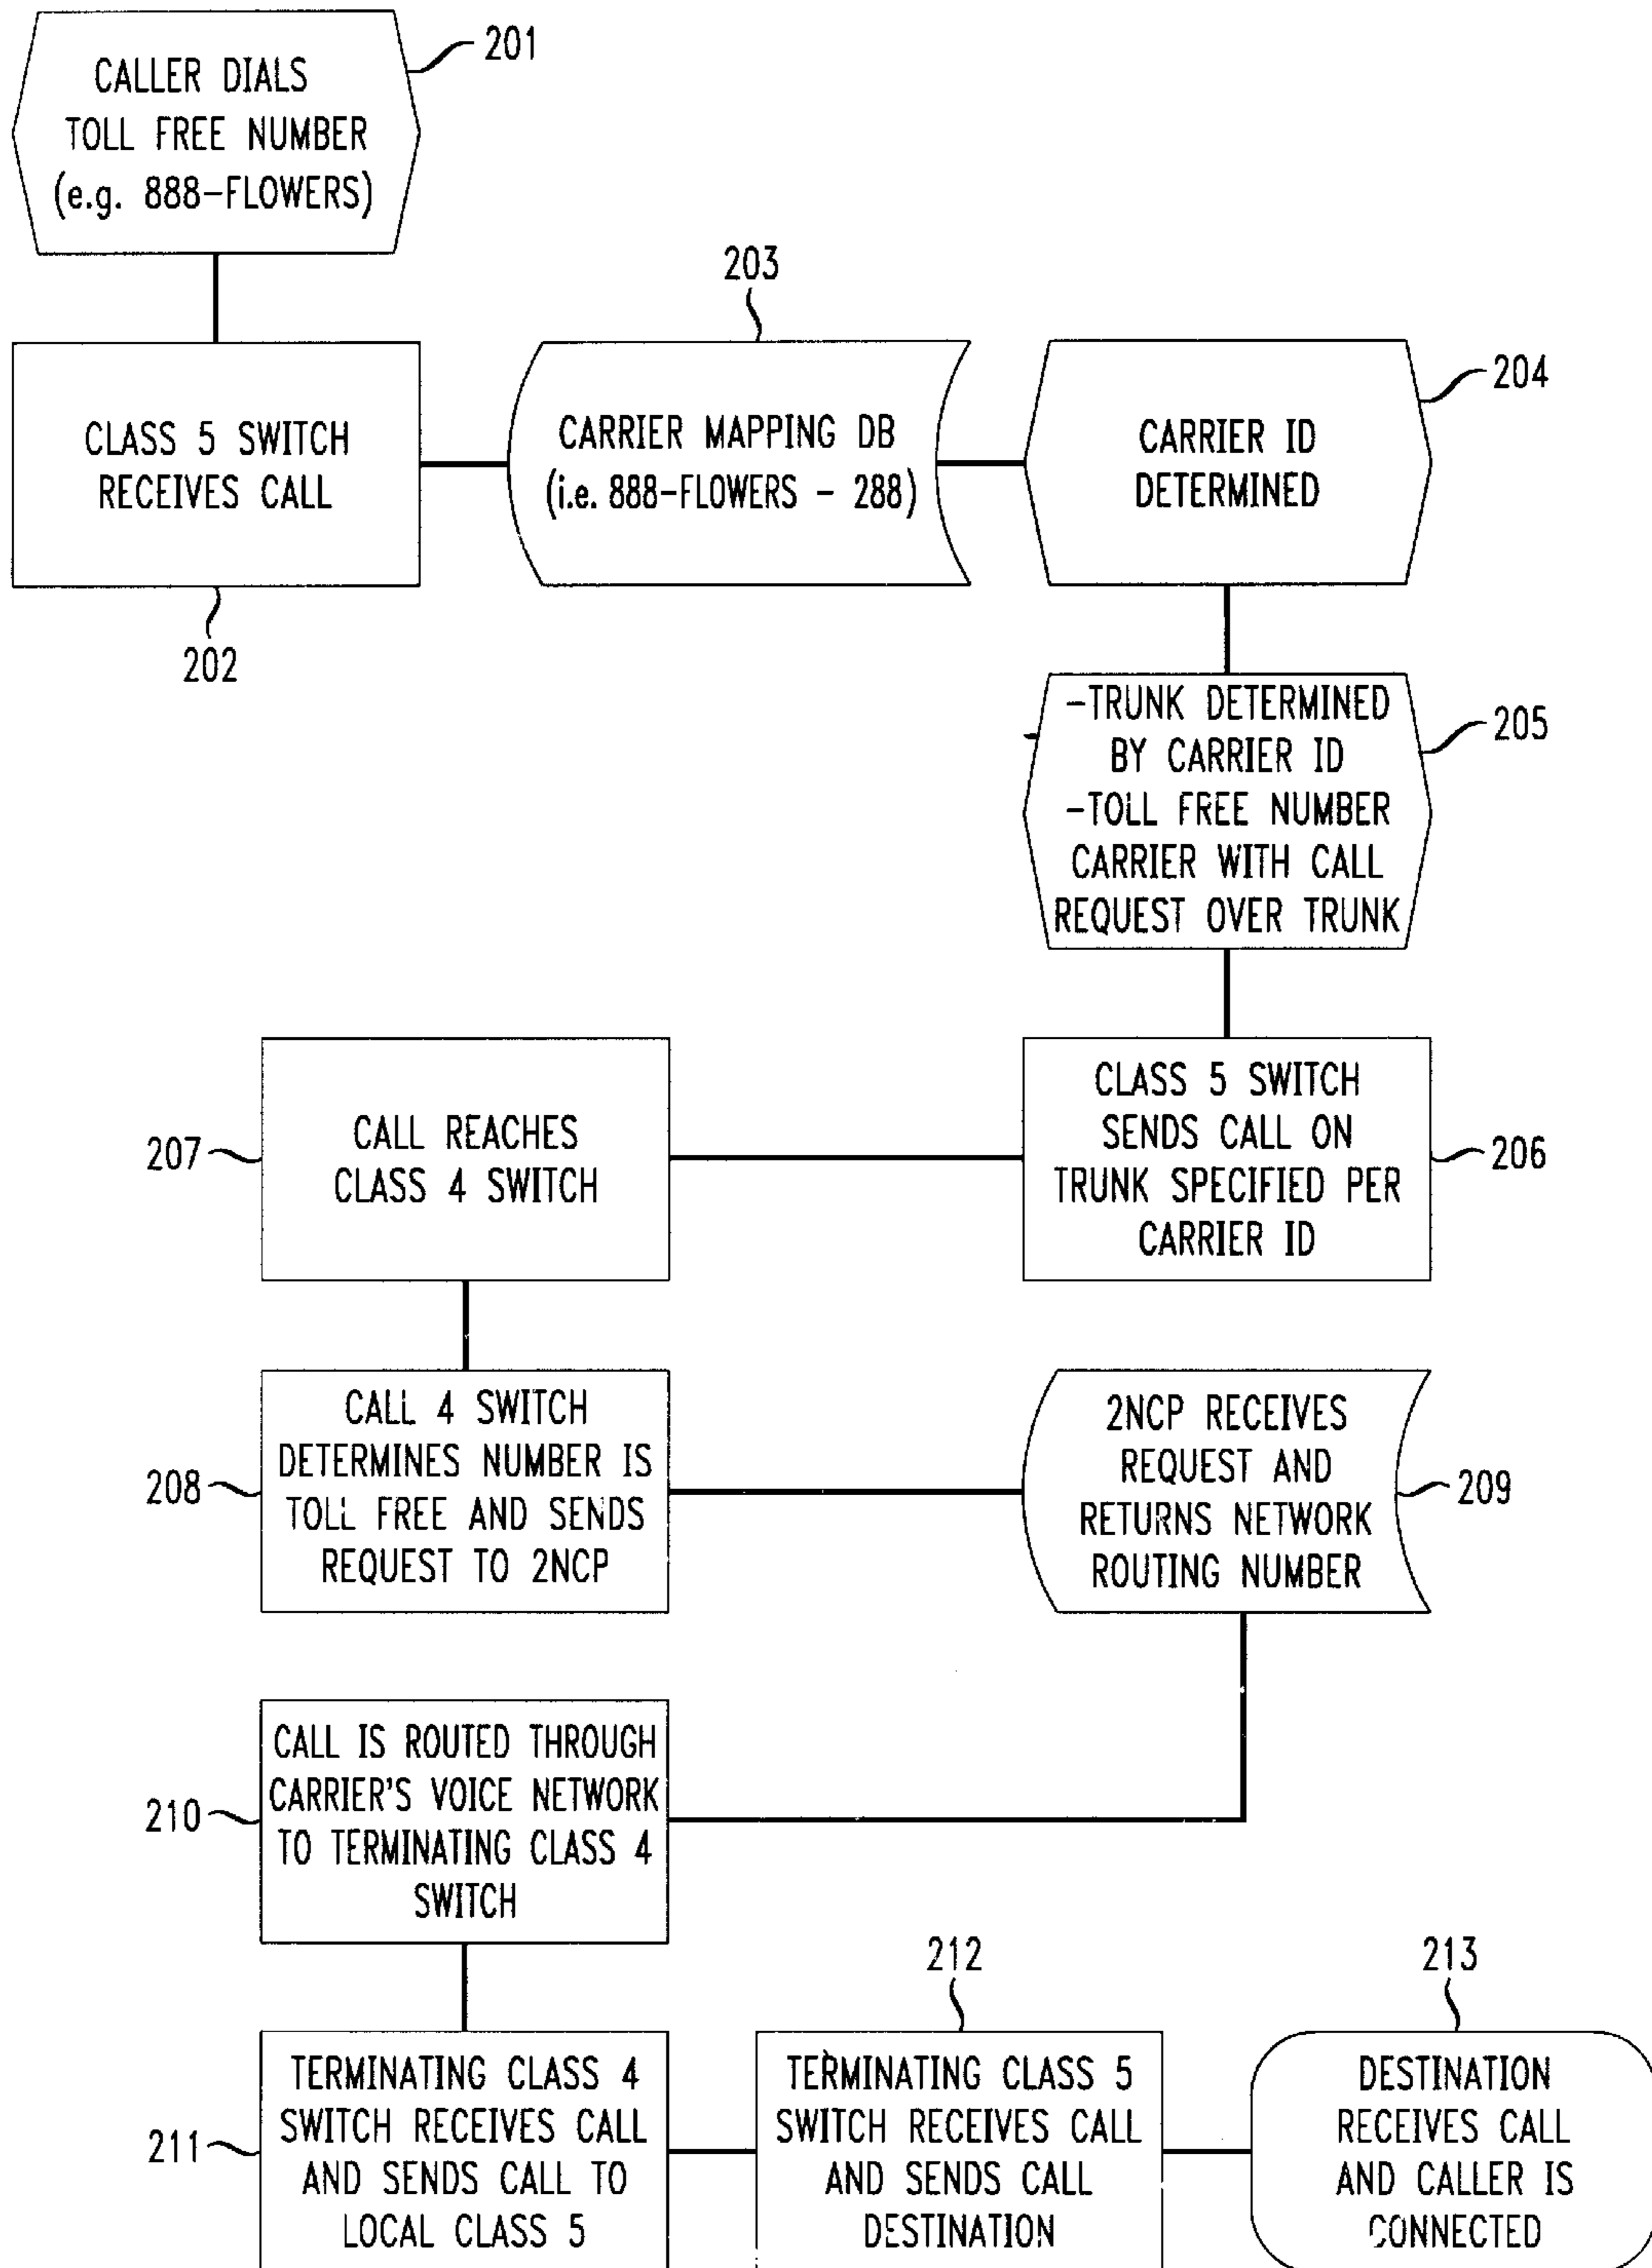 CALLER DIALS
TOLL FREE NUMBER
(e.g. 888-FLOWERS)
201
CLASS 5 SWITCH
RECEIVES CALL
202
203
CARRIER MAPPING DB
(i.e. 888-FLOWERS - 288)
CARRIER ID
DETERMINED
204
-TRUNK DETERMINED
BY CARRIER ID
-TOLL FREE NUMBER
CARRIER WITH CALL
REQUEST OVER TRUNK
205
CLASS 5 SWITCH
SENDS CALL ON
TRUNK SPECIFIED PER
CARRIER ID
206
CALL REACHES
CLASS 4 SWITCH
207
CALL 4 SWITCH
DETERMINES NUMBER IS
TOLL FREE AND SENDS
REQUEST TO 2NCP
208
2NCP RECEIVES
REQUEST AND
RETURNS NETWORK
ROUTING NUMBER
209
CALL IS ROUTED THROUGH
CARRIER'S VOICE NETWORK
TO TERMINATING CLASS 4
SWITCH
210
TERMINATING CLASS 4
SWITCH RECEIVES CALL
AND SENDS CALL TO
LOCAL CLASS 5
211
212
TERMINATING CLASS 5
SWITCH RECEIVES CALL
AND SENDS CALL
DESTINATION
213
DESTINATION
RECEIVES CALL
AND CALLER IS
CONNECTED